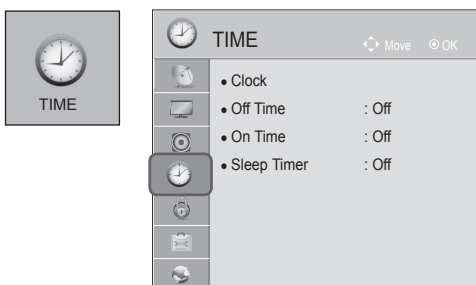 TIME
TIME Move OK
• Clock
• Off Time : Off
• On Time : Off
• Sleep Timer : Off